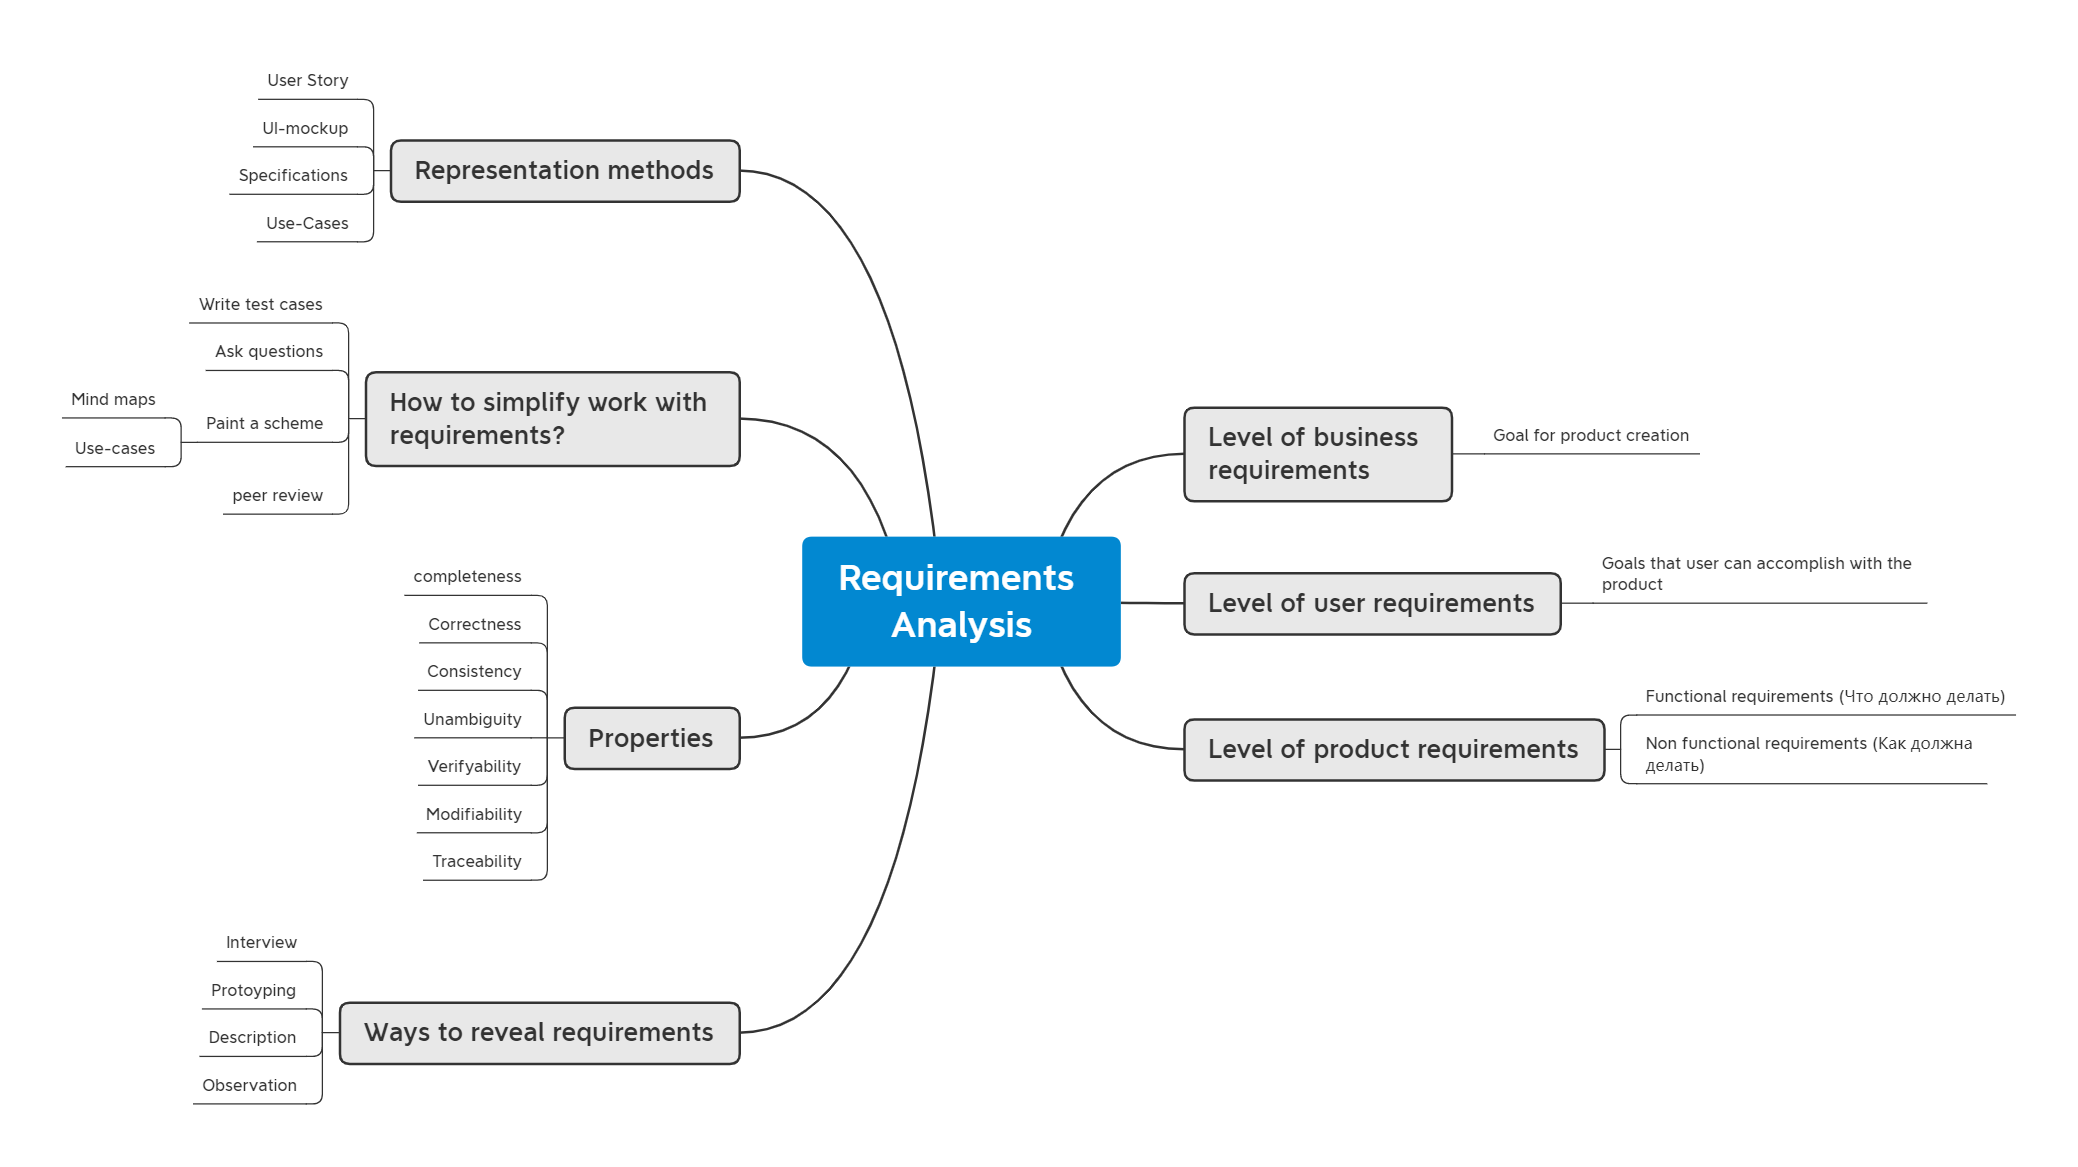 User Story
UI-mockup
Specifications
Use-Cases
Representation methods
Write test cases
Ask questions
Mind maps
Use-cases
Paint a scheme
peer review
How to simplify work with
requirements?
completeness
Correctness
Consistency
Unambiguity
Verifyability
Modifiability
Traceability
Properties
Interview
Protoyping
Description
Observation
Ways to reveal requirements
Requirements
Analysis
Level of business
requirements
Goal for product creation
Level of user requirements
Goals that user can accomplish with the
product
Level of product requirements
Functional requirements (Что должно делать)
Non functional requirements (Как должна
делать)